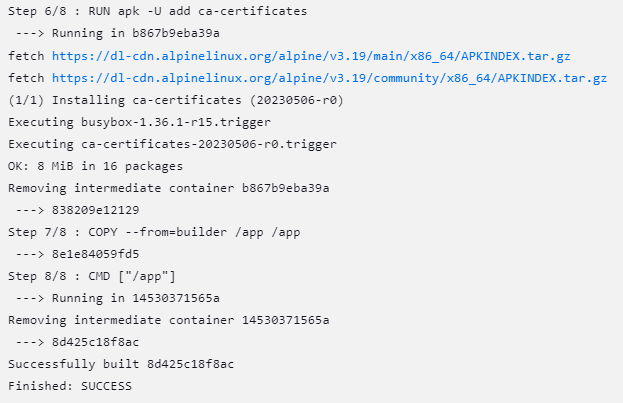 Step 6/8 : RUN apk -U add ca-certificates
 ---> Running in b867b9eba39a
fetch https://dl-cdn.alpinelinux.org/alpine/v3.19/main/x86_64/APKINDEX.tar.gz
fetch https://dl-cdn.alpinelinux.org/alpine/v3.19/community/x86_64/APKINDEX.tar.gz
(1/1) Installing ca-certificates (20230506-r0)
Executing busybox-1.36.1-r15.trigger
Executing ca-certificates-20230506-r0.trigger
OK: 8 MiB in 16 packages
Removing intermediate container b867b9eba39a
 ---> 838209e12129
Step 7/8 : COPY --from=builder /app /app
 ---> 8e1e84059fd5
Step 8/8 : CMD ["/app"]
 ---> Running in 14530371565a
Removing intermediate container 14530371565a
 ---> 8d425c18f8ac
Successfully built 8d425c18f8ac
Finished: SUCCESS